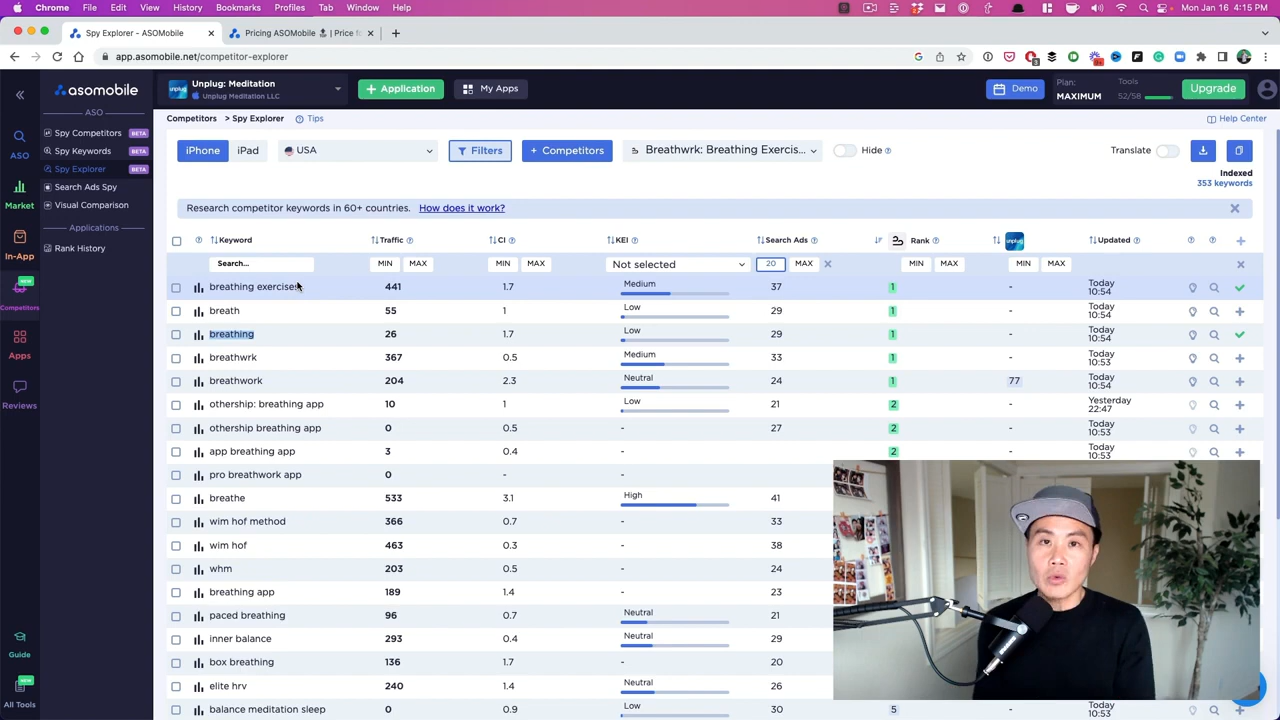 Chrome File Edit View History Bookmarks Profiles Tab Window Help Mon Jan 16 4:15 PM
Spy Explorer - ASOMobile Pricing ASOMobile | Price fo
app.asomobile.net/competitor-explorer
asomobile
Unplug: Meditation
Unplug Meditation LLC
+ Application
My Apps
Demo
Plan:
MAXIMUM
Tools
52/58
Upgrade
ASO
Spy Competitors BETA
Spy Keywords BETA
Spy Explorer BETA
Search Ads Spy
Visual Comparison
Applications
Rank History
ASO
Market
In-App
NEW
Competitors
Apps
Reviews
Guide
NEW
All Tools
Competitors > Spy Explorer Tips Help Center
iPhone iPad USA Filters + Competitors Breathwrk: Breathing Exercis... Hide Translate
Indexed
353 keywords
Research competitor keywords in 60+ countries. How does it work?
Keyword Traffic CI KEI Search Ads Rank unplug Updated
Search... MIN MAX MIN MAX Not selected 20 MAX MIN MAX MIN MAX
breathing exercises 441 1.7 Medium 37 1 - Today 10:54
breath 55 1 Low 29 1 - Today 10:54
breathing 26 1.7 Low 29 1 - Today 10:54
breathwrk 367 0.5 Medium 33 1 - Today 10:53
breathwork 204 2.3 Neutral 24 1 77 Today 10:54
othership: breathing app 10 1 Low 21 2 - Yesterday 22:47
othership breathing app 0 0.5 - 27 2 - Today 10:53
app breathing app 3 0.4 - 2 - Today 10:53
pro breathwork app 0 - -
breathe 533 3.1 High 41
wim hof method 366 0.7 - 33
wim hof 463 0.3 - 38
whm 203 0.5 - 24
breathing app 189 1.4 - 23
paced breathing 96 0.7 Neutral 21
inner balance 293 0.4 Neutral 29
box breathing 136 1.7 - 20
elite hrv 240 1.4 Neutral 26
balance meditation sleep 0 0.9 Low 30 5 - Today
10:53